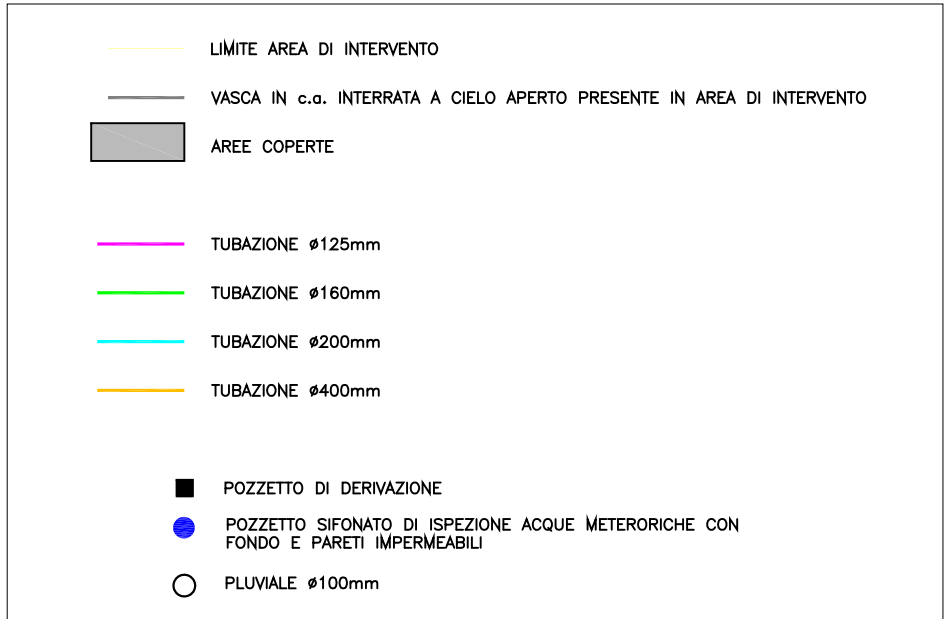 LIMITE AREA DI INTERVENTO
VASCA IN c.a. INTERRATA A CIELO APERTO PRESENTE IN AREA DI INTERVENTO
AREE COPERTE
TUBAZIONE ø125mm
TUBAZIONE ø160mm
TUBAZIONE ø200mm
TUBAZIONE ø400mm
POZZETTO DI DERIVAZIONE
POZZETTO SIFONATO DI ISPEZIONE ACQUE METERORICHE CON
FONDO E PARETI IMPERMEABILI
PLUVIALE ø100mm